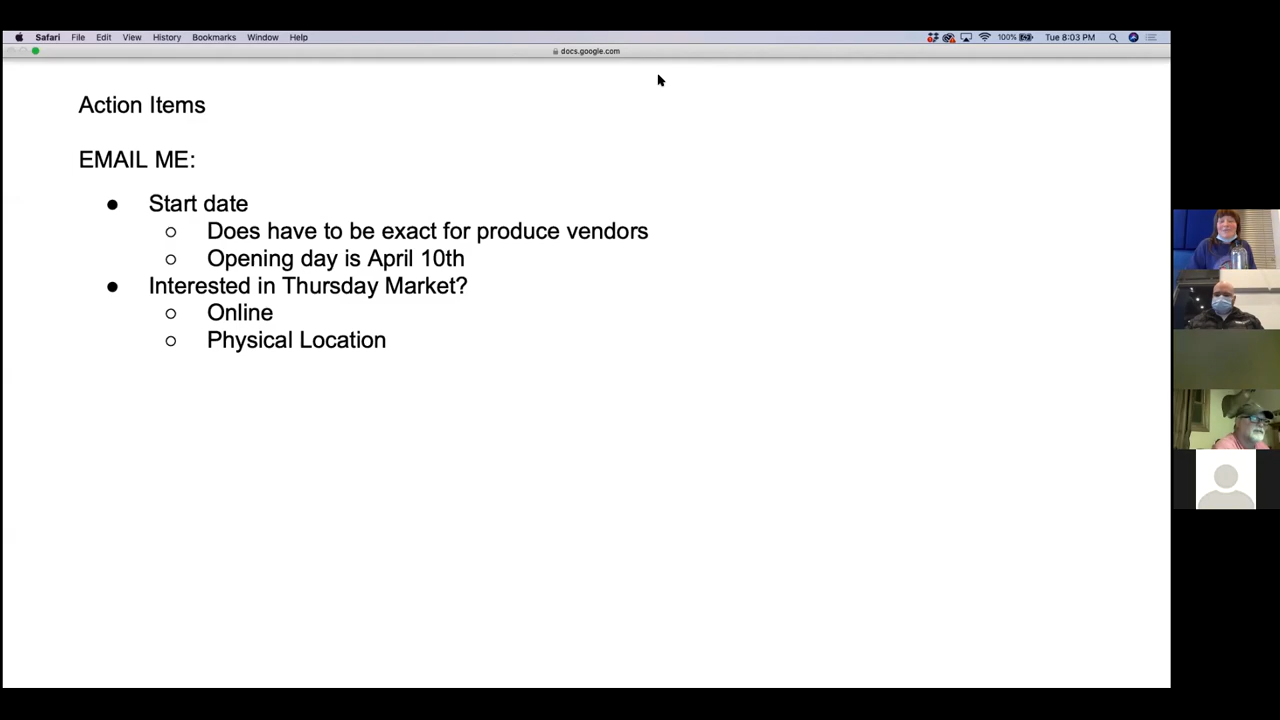 Safari File Edit View History Bookmarks Window Help 100% Tue 8:03 PM
docs.google.com
Action Items
EMAIL ME:
● Start date
○ Does have to be exact for produce vendors
○ Opening day is April 10th
● Interested in Thursday Market?
○ Online
○ Physical Location